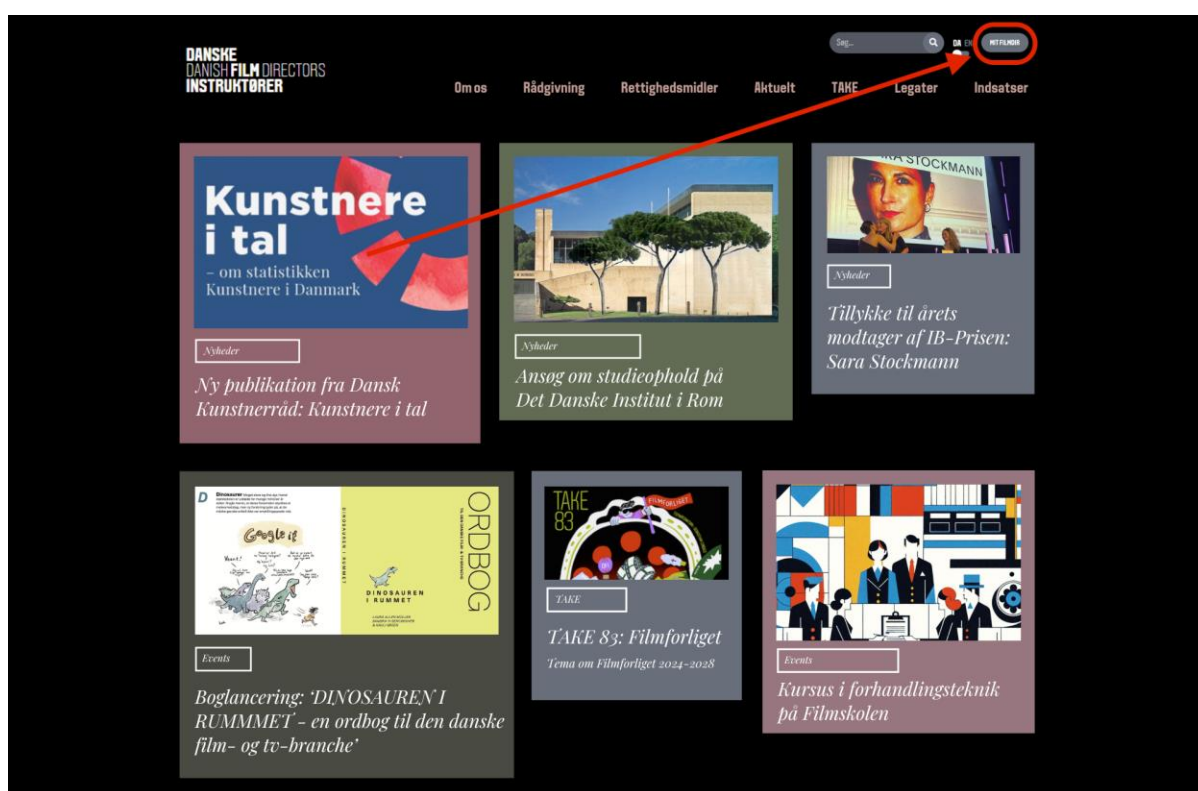 DANSKE
DANISH FILM DIRECTORS
INSTRUKTØRER
Søg...
DA EN
MIT FILMDIR
Om os
Rådgivning
Rettighedsmidler
Aktuelt
TAKE
Legater
Indsatser
Kunstnere
i tal
– om statistikken
Kunstnere i Danmark
Nyheder
Ny publikation fra Dansk
Kunstnerråd: Kunstnere i tal
Nyheder
Ansøg om studieophold på
Det Danske Institut i Rom
STOCKMANN
Nyheder
Tillykke til årets
modtager af IB-Prisen:
Sara Stockmann
D
Dinosaurer
Google it
DINOSAUREN I RUMMET
DINOSAUREN
I RUMMET
ORDBOG
Events
Boglancering: ‘DINOSAUREN I
RUMMMET - en ordbog til den danske
film- og tv-branche’
TAKE
83
FILMFORLIGET
TAKE
TAKE 83: Filmforliget
Tema om Filmforliget 2024-2028
Events
Kursus i forhandlingsteknik
på Filmskolen